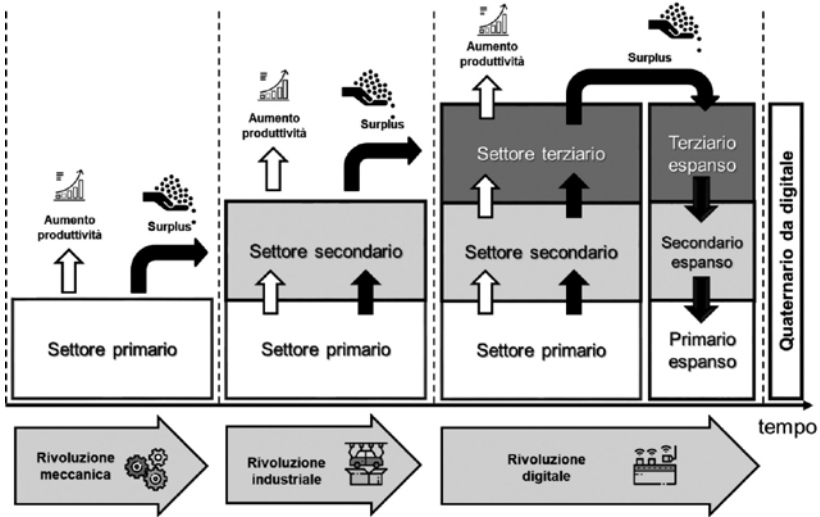 Aumento
produttività
Surplus
Settore primario
Rivoluzione
meccanica
Aumento
produttività
Surplus
Settore secondario
Settore primario
Rivoluzione
industriale
Aumento
produttività
Surplus
Settore terziario
Settore secondario
Settore primario
Terziario
espanso
Secondario
espanso
Primario
espanso
Rivoluzione
digitale
Quaternario da digitale
tempo